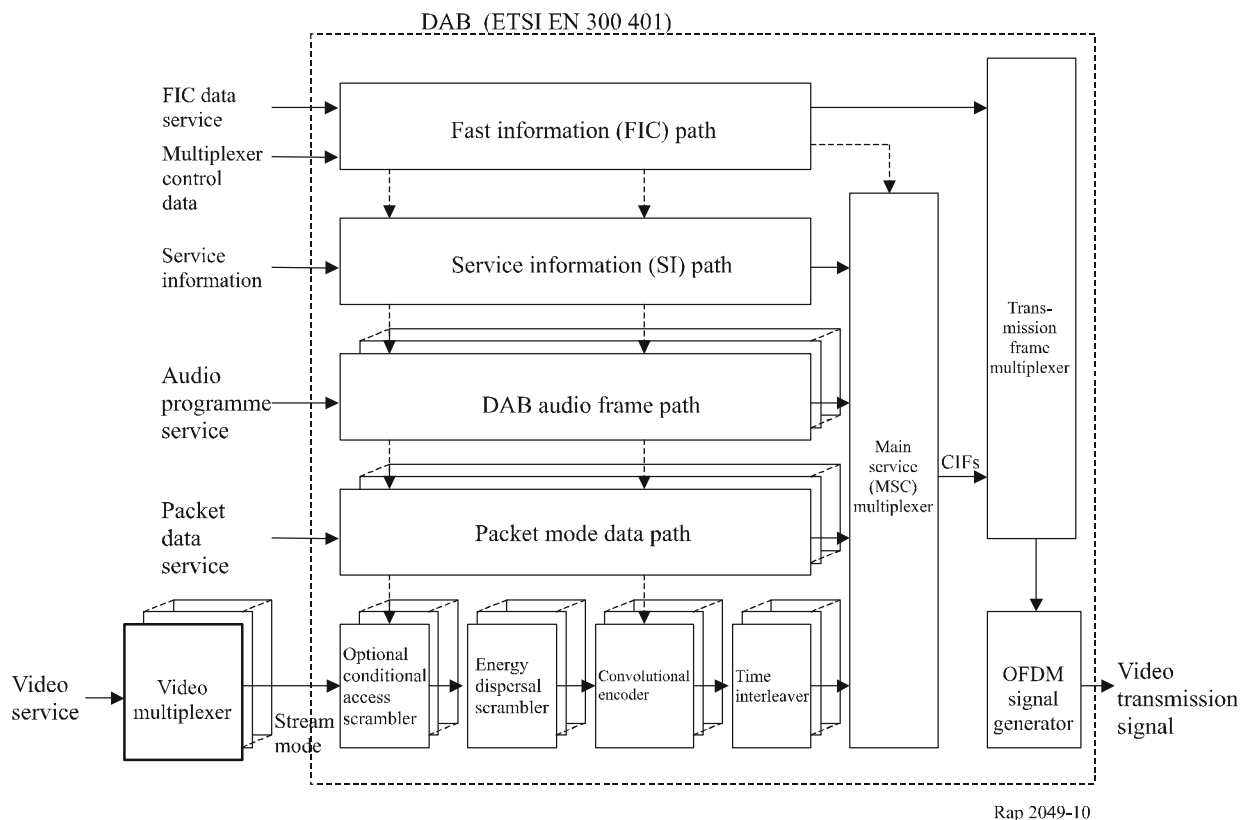 DAB (ETSI EN 300 401)
FIC data
service
Fast information (FIC) path
Multiplexer
control
data
Service
information
Service information (SI) path
Trans-
mission
frame
multiplexer
Audio
programme
service
DAB audio frame path
Main
service
(MSC)
multiplexer
CIFs
Packet
data
service
Packet mode data path
Video
service
Video
multiplexer
Stream
mode
Optional
conditional
access
scrambler
Energy
dispersal
scrambler
Convolutional
encoder
Time
interleaver
OFDM
signal
generator
Video
transmission
signal
Rap 2049-10